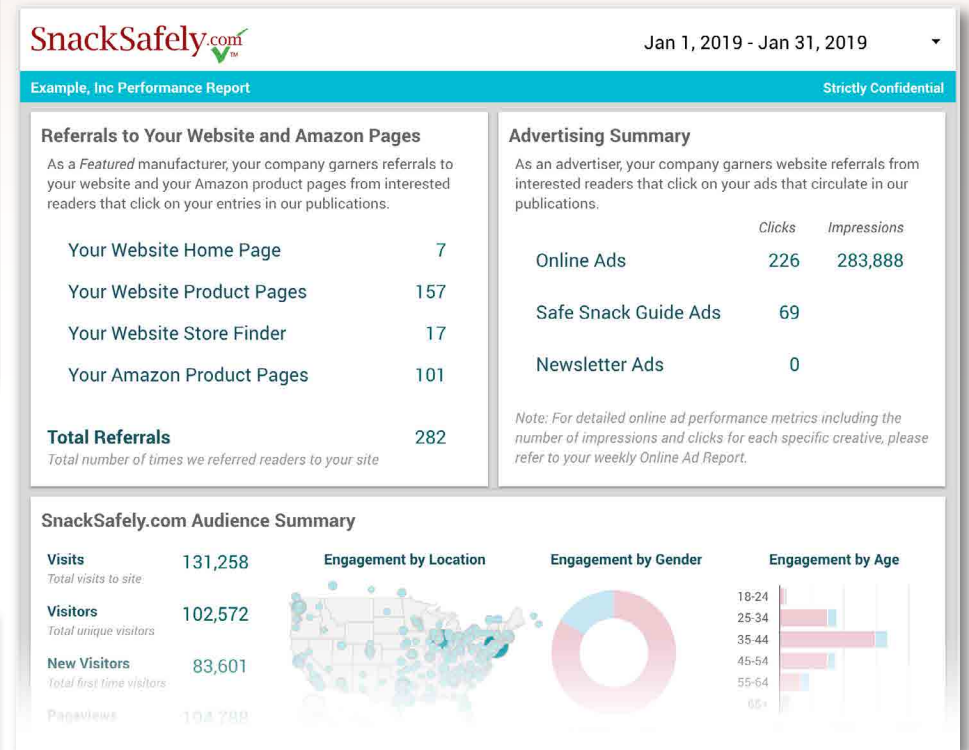 SnackSafely.com™
Jan 1, 2019 - Jan 31, 2019
Example, Inc Performance Report
Strictly Confidential
Referrals to Your Website and Amazon Pages
As a Featured manufacturer, your company garners referrals to
your website and your Amazon product pages from interested
readers that click on your entries in our publications.
Your Website Home Page 7
Your Website Product Pages 157
Your Website Store Finder 17
Your Amazon Product Pages 101
Total Referrals 282
Total number of times we referred readers to your site
Advertising Summary
As an advertiser, your company garners website referrals from
interested readers that click on your ads that circulate in our
publications.
Clicks Impressions
Online Ads 226 283,888
Safe Snack Guide Ads 69
Newsletter Ads 0
Note: For detailed online ad performance metrics including the
number of impressions and clicks for each specific creative, please
refer to your weekly Online Ad Report.
SnackSafely.com Audience Summary
Visits 131,258
Total visits to site
Visitors 102,572
Total unique visitors
New Visitors 83,601
Total first time visitors
Pageviews 194,788
Engagement by Location
Engagement by Gender
Engagement by Age
18-24
25-34
35-44
45-54
55-64
65+